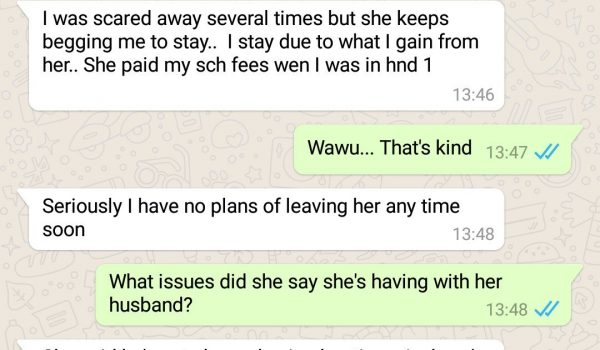 I was scared away several times but she keeps
begging me to stay.. I stay due to what I gain from
her.. She paid my sch fees wen I was in hnd 1
13:46
Wawu... That's kind 13:47
Seriously I have no plans of leaving her any time
soon
13:48
What issues did she say she's having with her
husband?
13:48